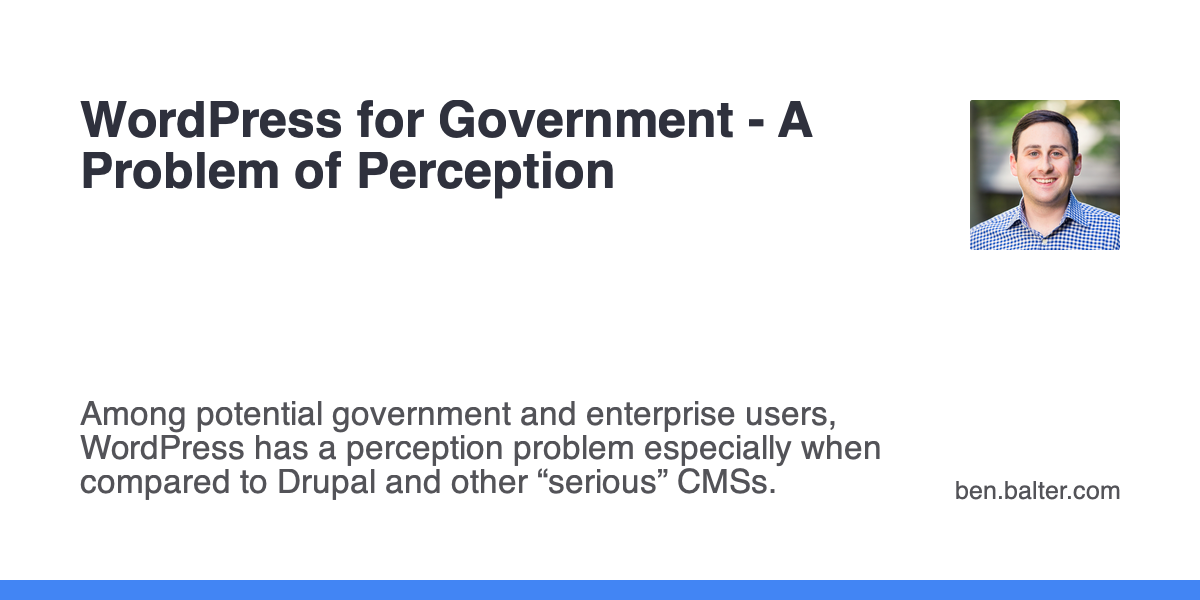 WordPress for Government - A
Problem of Perception
Among potential government and enterprise users,
WordPress has a perception problem especially when
compared to Drupal and other “serious” CMSs.
ben.balter.com